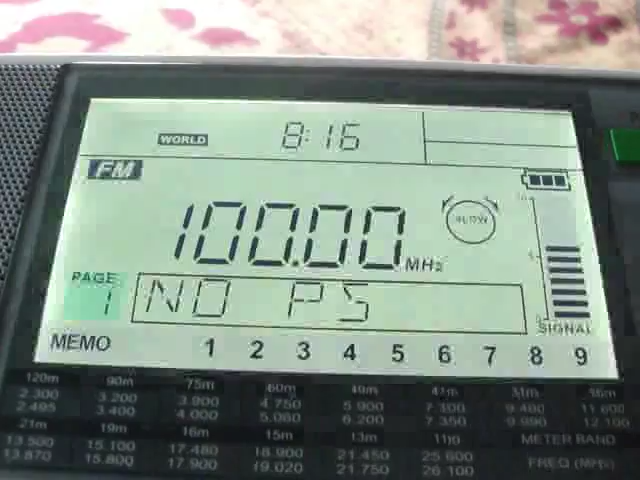 WORLD 8:16
FM
100.00 MHz
SLOW
PAGE
1 NO PS
SIGNAL
MEMO 1 2 3 4 5 6 7 8 9
120m 90m 75m 60m 49m 41m 31m
2.300 3.200 3.900 4.750 5.900 7.300 9.400 11.600
2.495 3.400 4.000 5.060 6.200 7.350 9.990 12.100
21m 19m 16m 15m 13m 11m METER BAND
13.500 15.100 17.480 18.900 21.450 25.600
13.870 15.800 17.900 19.020 21.750 26.100 FREQ (MHz)